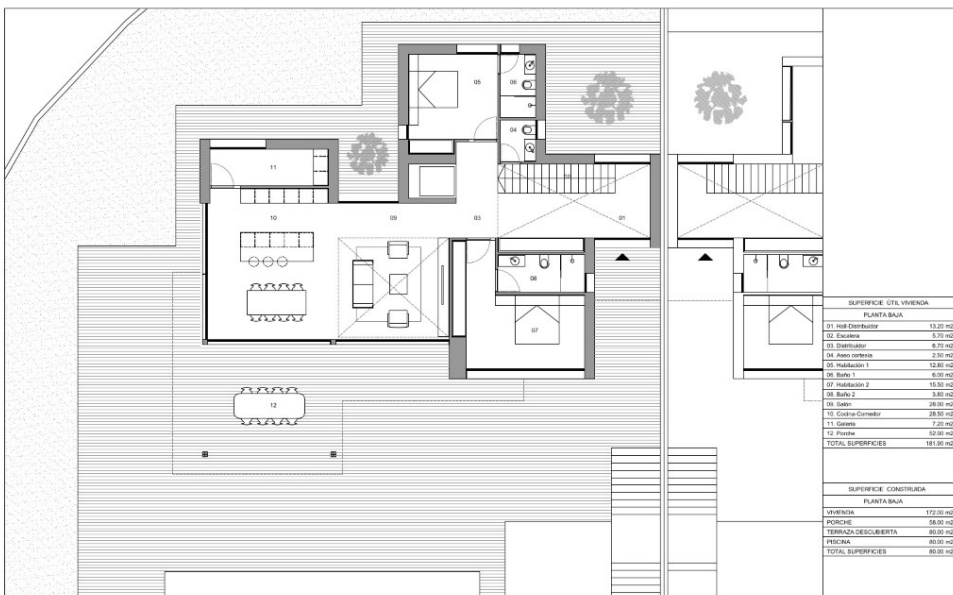 05
06
04
11
10
09
03
02
01
08
07
12
SUPERFICIE ÚTIL VIVIENDA
PLANTA BAJA
01. Hall-Distribuidor 13.20 m2
02. Escalera 5.70 m2
03. Distribuidor 8.70 m2
04. Aseo cortesía 2.50 m2
05. Habitación 1 12.80 m2
06. Baño 1 6.00 m2
07. Habitación 2 15.50 m2
08. Baño 2 3.80 m2
09. Salón 26.00 m2
10. Cocina-Comedor 28.50 m2
11. Galería 7.20 m2
12. Porche 52.00 m2
TOTAL SUPERFICIES 181.90 m2
SUPERFICIE CONSTRUIDA
PLANTA BAJA
VIVIENDA 172.00 m2
PORCHE 58.00 m2
TERRAZA DESCUBIERTA 80.00 m2
PISCINA 80.00 m2
TOTAL SUPERFICIES 80.00 m2